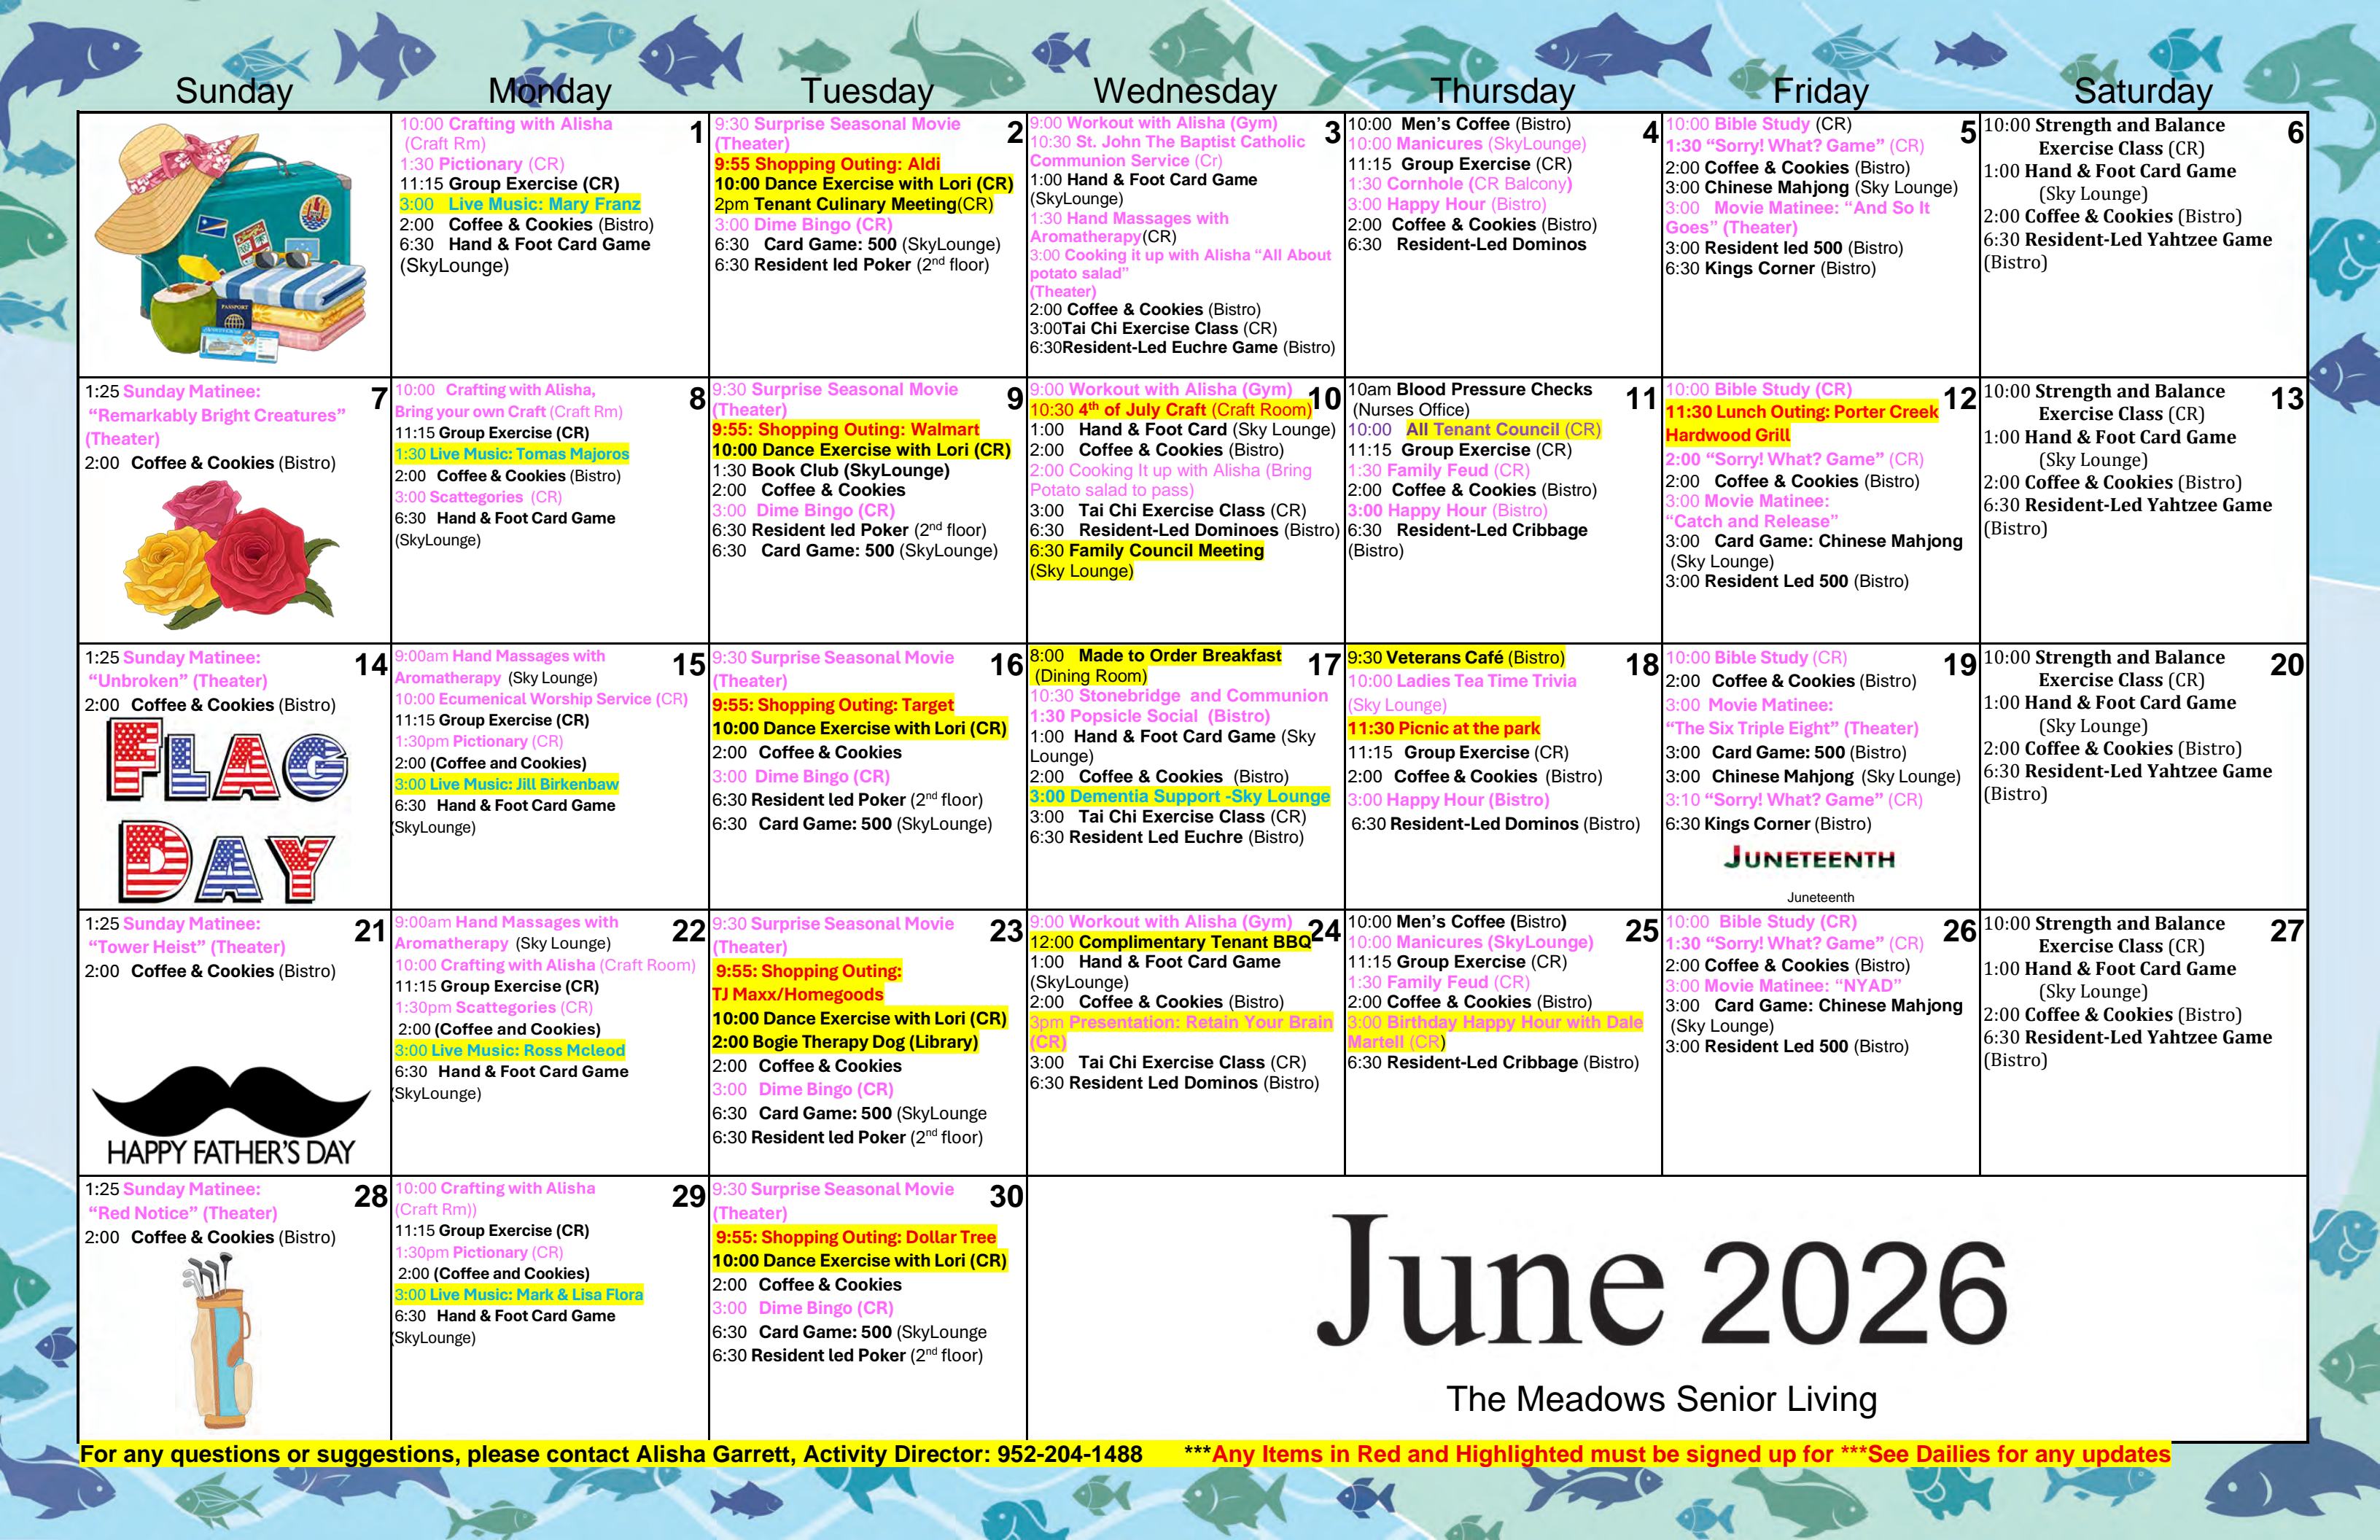 Sunday Monday Tuesday Wednesday Thursday Friday Saturday
PASSPORT
10:00 Crafting with Alisha
(Craft Rm)
1:30 Pictionary (CR)
11:15 Group Exercise (CR)
3:00 Live Music: Mary Franz
2:00 Coffee & Cookies (Bistro)
6:30 Hand & Foot Card Game
(SkyLounge)
1
9:30 Surprise Seasonal Movie
(Theater)
9:55 Shopping Outing: Aldi
10:00 Dance Exercise with Lori (CR)
2pm Tenant Culinary Meeting(CR)
3:00 Dime Bingo (CR)
6:30 Card Game: 500 (SkyLounge)
6:30 Resident led Poker (2nd floor)
2
9:00 Workout with Alisha (Gym)
10:30 St. John The Baptist Catholic
Communion Service (Cr)
1:00 Hand & Foot Card Game
(SkyLounge)
1:30 Hand Massages with
Aromatherapy(CR)
3:00 Cooking it up with Alisha “All About
potato salad”
(Theater)
2:00 Coffee & Cookies (Bistro)
3:00Tai Chi Exercise Class (CR)
6:30Resident-Led Euchre Game (Bistro)
3
10:00 Men’s Coffee (Bistro)
10:00 Manicures (SkyLounge)
11:15 Group Exercise (CR)
1:30 Cornhole (CR Balcony)
3:00 Happy Hour (Bistro)
2:00 Coffee & Cookies (Bistro)
6:30 Resident-Led Dominos
4
10:00 Bible Study (CR)
1:30 “Sorry! What? Game” (CR)
2:00 Coffee & Cookies (Bistro)
3:00 Chinese Mahjong (Sky Lounge)
3:00 Movie Matinee: “And So It
Goes” (Theater)
3:00 Resident led 500 (Bistro)
6:30 Kings Corner (Bistro)
5
10:00 Strength and Balance
Exercise Class (CR)
1:00 Hand & Foot Card Game
(Sky Lounge)
2:00 Coffee & Cookies (Bistro)
6:30 Resident-Led Yahtzee Game
(Bistro)
6
1:25 Sunday Matinee:
“Remarkably Bright Creatures”
(Theater)
2:00 Coffee & Cookies (Bistro)
7
10:00 Crafting with Alisha,
Bring your own Craft (Craft Rm)
11:15 Group Exercise (CR)
1:30 Live Music: Tomas Majoros
2:00 Coffee & Cookies (Bistro)
3:00 Scattegories (CR)
6:30 Hand & Foot Card Game
(SkyLounge)
8
9:30 Surprise Seasonal Movie
(Theater)
9:55: Shopping Outing: Walmart
10:00 Dance Exercise with Lori (CR)
1:30 Book Club (SkyLounge)
2:00 Coffee & Cookies
3:00 Dime Bingo (CR)
6:30 Resident led Poker (2nd floor)
6:30 Card Game: 500 (SkyLounge)
9
9:00 Workout with Alisha (Gym)
10:30 4th of July Craft (Craft Room)
1:00 Hand & Foot Card (Sky Lounge)
2:00 Coffee & Cookies (Bistro)
2:00 Cooking It up with Alisha (Bring
Potato salad to pass)
3:00 Tai Chi Exercise Class (CR)
6:30 Resident-Led Dominoes (Bistro)
6:30 Family Council Meeting
(Sky Lounge)
10
10am Blood Pressure Checks
(Nurses Office)
10:00 All Tenant Council (CR)
11:15 Group Exercise (CR)
1:30 Family Feud (CR)
2:00 Coffee & Cookies (Bistro)
3:00 Happy Hour (Bistro)
6:30 Resident-Led Cribbage
(Bistro)
11
10:00 Bible Study (CR)
11:30 Lunch Outing: Porter Creek
Hardwood Grill
2:00 “Sorry! What? Game” (CR)
2:00 Coffee & Cookies (Bistro)
3:00 Movie Matinee:
“Catch and Release”
3:00 Card Game: Chinese Mahjong
(Sky Lounge)
3:00 Resident Led 500 (Bistro)
12
10:00 Strength and Balance
Exercise Class (CR)
1:00 Hand & Foot Card Game
(Sky Lounge)
2:00 Coffee & Cookies (Bistro)
6:30 Resident-Led Yahtzee Game
(Bistro)
13
1:25 Sunday Matinee:
“Unbroken” (Theater)
2:00 Coffee & Cookies (Bistro)
14
FLAG
DAY
9:00am Hand Massages with
Aromatherapy (Sky Lounge)
10:00 Ecumenical Worship Service (CR)
11:15 Group Exercise (CR)
1:30pm Pictionary (CR)
2:00 (Coffee and Cookies)
3:00 Live Music: Jill Birkenbaw
6:30 Hand & Foot Card Game
(SkyLounge)
15
9:30 Surprise Seasonal Movie
(Theater)
9:55: Shopping Outing: Target
10:00 Dance Exercise with Lori (CR)
2:00 Coffee & Cookies
3:00 Dime Bingo (CR)
6:30 Resident led Poker (2nd floor)
6:30 Card Game: 500 (SkyLounge)
16
8:00 Made to Order Breakfast
(Dining Room)
10:30 Stonebridge and Communion
1:30 Popsicle Social (Bistro)
1:00 Hand & Foot Card Game (Sky
Lounge)
2:00 Coffee & Cookies (Bistro)
3:00 Dementia Support -Sky Lounge
3:00 Tai Chi Exercise Class (CR)
6:30 Resident Led Euchre (Bistro)
17
9:30 Veterans Café (Bistro)
10:00 Ladies Tea Time Trivia
(Sky Lounge)
11:30 Picnic at the park
11:15 Group Exercise (CR)
2:00 Coffee & Cookies (Bistro)
3:00 Happy Hour (Bistro)
6:30 Resident-Led Dominos (Bistro)
18
10:00 Bible Study (CR)
2:00 Coffee & Cookies (Bistro)
3:00 Movie Matinee:
“The Six Triple Eight” (Theater)
3:00 Card Game: 500 (Bistro)
3:00 Chinese Mahjong (Sky Lounge)
3:10 “Sorry! What? Game” (CR)
6:30 Kings Corner (Bistro)
JUNETEENTH
Juneteenth
19
10:00 Strength and Balance
Exercise Class (CR)
1:00 Hand & Foot Card Game
(Sky Lounge)
2:00 Coffee & Cookies (Bistro)
6:30 Resident-Led Yahtzee Game
(Bistro)
20
1:25 Sunday Matinee:
“Tower Heist” (Theater)
2:00 Coffee & Cookies (Bistro)
21
HAPPY FATHER'S DAY
9:00am Hand Massages with
Aromatherapy (Sky Lounge)
10:00 Crafting with Alisha (Craft Room)
11:15 Group Exercise (CR)
1:30pm Scattegories (CR)
2:00 (Coffee and Cookies)
3:00 Live Music: Ross Mcleod
6:30 Hand & Foot Card Game
(SkyLounge)
22
9:30 Surprise Seasonal Movie
(Theater)
9:55: Shopping Outing:
TJ Maxx/Homegoods
10:00 Dance Exercise with Lori (CR)
2:00 Bogie Therapy Dog (Library)
2:00 Coffee & Cookies
3:00 Dime Bingo (CR)
6:30 Card Game: 500 (SkyLounge
6:30 Resident led Poker (2nd floor)
23
9:00 Workout with Alisha (Gym)
12:00 Complimentary Tenant BBQ
1:00 Hand & Foot Card Game
(SkyLounge)
2:00 Coffee & Cookies (Bistro)
3pm Presentation: Retain Your Brain
(CR)
3:00 Tai Chi Exercise Class (CR)
6:30 Resident Led Dominos (Bistro)
24
10:00 Men’s Coffee (Bistro)
10:00 Manicures (SkyLounge)
11:15 Group Exercise (CR)
1:30 Family Feud (CR)
2:00 Coffee & Cookies (Bistro)
3:00 Birthday Happy Hour with Dale
Martell (CR)
6:30 Resident-Led Cribbage (Bistro)
25
10:00 Bible Study (CR)
1:30 “Sorry! What? Game” (CR)
2:00 Coffee & Cookies (Bistro)
3:00 Movie Matinee: “NYAD”
3:00 Card Game: Chinese Mahjong
(Sky Lounge)
3:00 Resident Led 500 (Bistro)
26
10:00 Strength and Balance
Exercise Class (CR)
1:00 Hand & Foot Card Game
(Sky Lounge)
2:00 Coffee & Cookies (Bistro)
6:30 Resident-Led Yahtzee Game
(Bistro)
27
1:25 Sunday Matinee:
“Red Notice” (Theater)
2:00 Coffee & Cookies (Bistro)
28
10:00 Crafting with Alisha
(Craft Rm))
11:15 Group Exercise (CR)
1:30pm Pictionary (CR)
2:00 (Coffee and Cookies)
3:00 Live Music: Mark & Lisa Flora
6:30 Hand & Foot Card Game
(SkyLounge)
29
9:30 Surprise Seasonal Movie
(Theater)
9:55: Shopping Outing: Dollar Tree
10:00 Dance Exercise with Lori (CR)
2:00 Coffee & Cookies
3:00 Dime Bingo (CR)
6:30 Card Game: 500 (SkyLounge
6:30 Resident led Poker (2nd floor)
30
June 2026
The Meadows Senior Living
For any questions or suggestions, please contact Alisha Garrett, Activity Director: 952-204-1488 ***Any Items in Red and Highlighted must be signed up for ***See Dailies for any updates